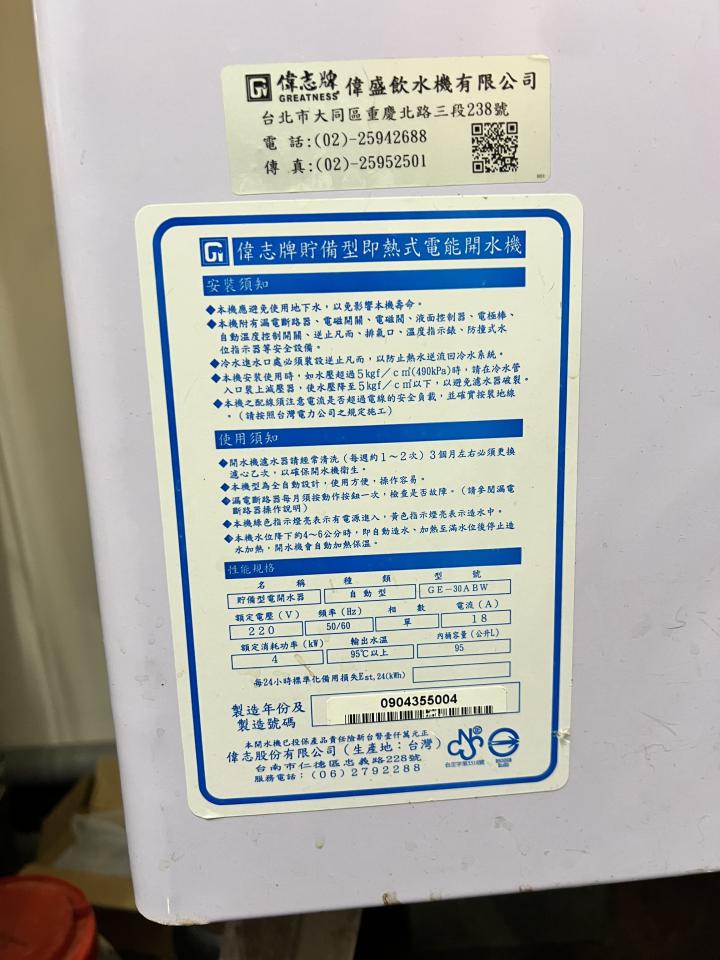 偉志牌 偉盛飲水機有限公司
GREATNESS
台北市大同區重慶北路三段238號
電 話:(02)-25942688
傳 真:(02)-25952501
偉志牌貯備型即熱式電能開水機
安裝須知
◆本機應避免使用地下水，以免影響本機壽命。
◆本機附有漏電斷路器、電磁開關、電磁閥、液面控制器、電極棒、
自動溫度控制開關、逆止凡而、排氣口、溫度指示錶、防撞式水
位指示器等安全設備。
◆冷水進水口處必須裝設逆止凡而，以防止熱水逆流回冷水系統。
◆本機安裝使用時，如水壓超過5kgf／c㎡(490kPa)時，請在冷水管
入口裝上減壓器，使水壓降至5kgf／c㎡以下，以避免濾水器破裂。
◆本機之配線須注意電流是否超過電線的安全負載，並確實按裝地線
。（請按照台灣電力公司之規定施工）
使用須知
◆開水機濾水器請經常清洗（每週約1～2次）3個月左右必須更換
濾心乙次，以確保開水機衛生。
◆本機型為全自動設計，使用方便，操作容易。
◆漏電斷路器每月須按動作按鈕一次，檢查是否故障。（請參閱漏電
斷路器操作說明）
◆本機綠色指示燈亮表示有電源進入，黃色指示燈亮表示造水中。
◆本機水位降下約4～6公分時，即自動造水、加熱至滿水位後停止造
水加熱，開水機會自動加熱保溫。
性能規格
名 稱 種 類 型 號
貯備型電開水器 自動型 GE-30ABW
額定電壓(V) 頻率(Hz) 相 數 電流(A)
220 50/60 單 18
額定消耗功率(kW) 輸出水溫 內桶容量(公升L)
4 95℃以上 95
每24小時標準化備用損失Est,24(kWh)
製造年份及
製造號碼
0904355004
本開水機已投保產品責任險新台幣壹仟萬元正
偉志股份有限公司(生產地：台灣)
台南市仁德區忠義路228號
服務電話：(06)2792288